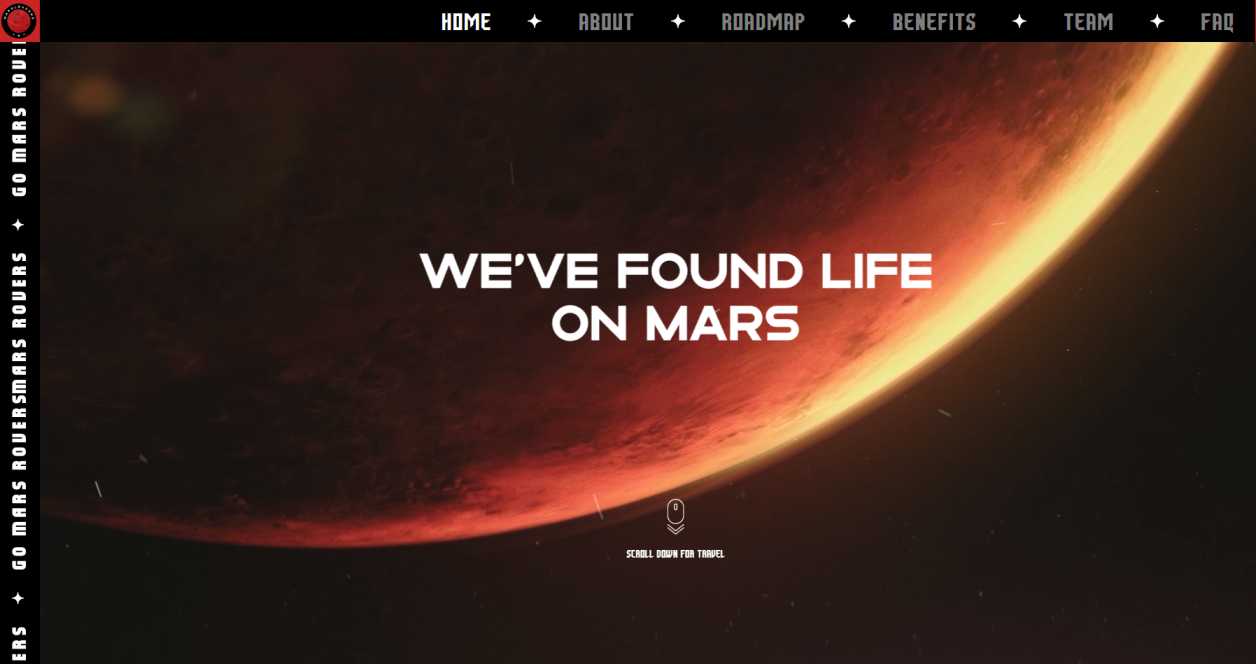 HOME ✦ ABOUT ✦ ROADMAP ✦ BENEFITS ✦ TEAM ✦ FAQ
WE'VE FOUND LIFE
ON MARS
SCROLL DOWN FOR TRAVEL
ERS ✦ GO MARS ROVERSMARS ROVERS ✦ GO MARS ROVE